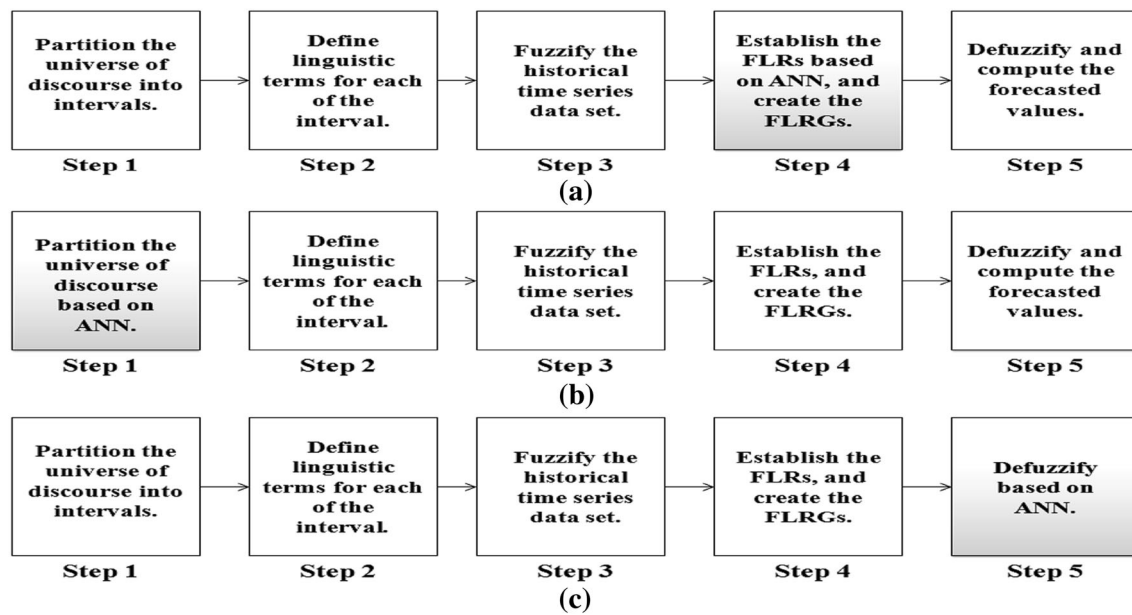 Partition the
universe of
discourse into
intervals.
Define
linguistic
terms for each
of the
interval.
Fuzzify the
historical
time series
data set.
Establish the
FLRs based
on ANN, and
create the
FLRGs.
Defuzzify and
compute the
forecasted
values.
Step 1
Step 2
Step 3
Step 4
Step 5
(a)
Partition the
universe of
discourse
based on
ANN.
Define
linguistic
terms for each
of the
interval.
Fuzzify the
historical
time series
data set.
Establish the
FLRs, and
create the
FLRGs.
Defuzzify and
compute the
forecasted
values.
Step 1
Step 2
Step 3
Step 4
Step 5
(b)
Partition the
universe of
discourse into
intervals.
Define
linguistic
terms for each
of the
interval.
Fuzzify the
historical
time series
data set.
Establish the
FLRs, and
create the
FLRGs.
Defuzzify
based on
ANN.
Step 1
Step 2
Step 3
Step 4
Step 5
(c)